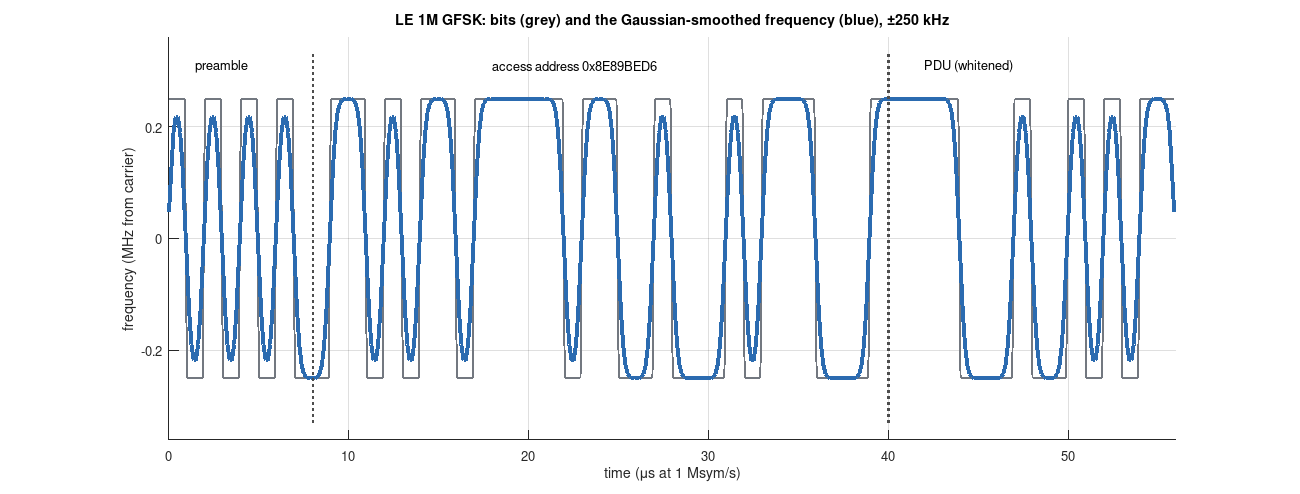 LE 1M GFSK: bits (grey) and the Gaussian-smoothed frequency (blue), ±250 kHz
preamble
access address 0x8E89BED6
PDU (whitened)
frequency (MHz from carrier)
0.2
0
-0.2
0 10 20 30 40 50
time (µs at 1 Msym/s)